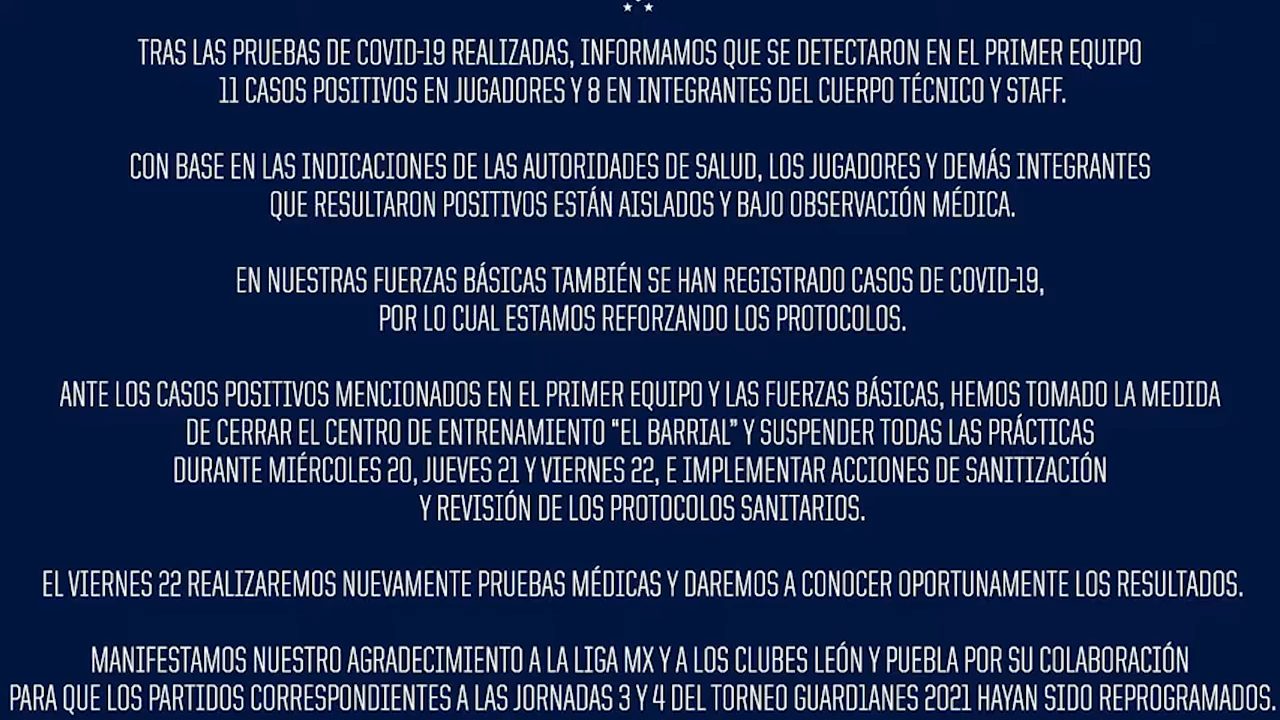 TRAS LAS PRUEBAS DE COVID-19 REALIZADAS, INFORMAMOS QUE SE DETECTARON EN EL PRIMER EQUIPO
11 CASOS POSITIVOS EN JUGADORES Y 8 EN INTEGRANTES DEL CUERPO TÉCNICO Y STAFF.
CON BASE EN LAS INDICACIONES DE LAS AUTORIDADES DE SALUD, LOS JUGADORES Y DEMÁS INTEGRANTES
QUE RESULTARON POSITIVOS ESTÁN AISLADOS Y BAJO OBSERVACIÓN MÉDICA.
EN NUESTRAS FUERZAS BÁSICAS TAMBIÉN SE HAN REGISTRADO CASOS DE COVID-19,
POR LO CUAL ESTAMOS REFORZANDO LOS PROTOCOLOS.
ANTE LOS CASOS POSITIVOS MENCIONADOS EN EL PRIMER EQUIPO Y LAS FUERZAS BÁSICAS, HEMOS TOMADO LA MEDIDA
DE CERRAR EL CENTRO DE ENTRENAMIENTO “EL BARRIAL” Y SUSPENDER TODAS LAS PRÁCTICAS
DURANTE MIÉRCOLES 20, JUEVES 21 Y VIERNES 22, E IMPLEMENTAR ACCIONES DE SANITIZACIÓN
Y REVISIÓN DE LOS PROTOCOLOS SANITARIOS.
EL VIERNES 22 REALIZAREMOS NUEVAMENTE PRUEBAS MÉDICAS Y DAREMOS A CONOCER OPORTUNAMENTE LOS RESULTADOS.
MANIFESTAMOS NUESTRO AGRADECIMIENTO A LA LIGA MX Y A LOS CLUBES LEÓN Y PUEBLA POR SU COLABORACIÓN
PARA QUE LOS PARTIDOS CORRESPONDIENTES A LAS JORNADAS 3 Y 4 DEL TORNEO GUARD1ANES 2021 HAYAN SIDO REPROGRAMADOS.